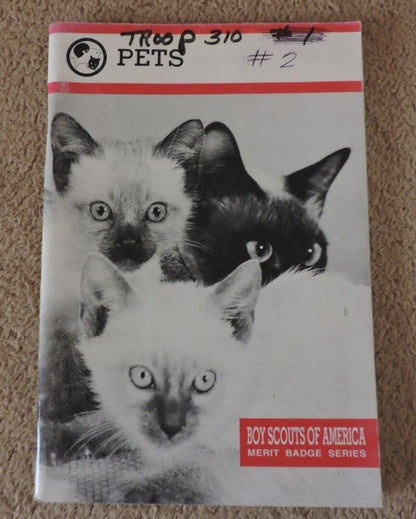 TROOP 310 #1
PETS #2
BOY SCOUTS OF AMERICA
MERIT BADGE SERIES